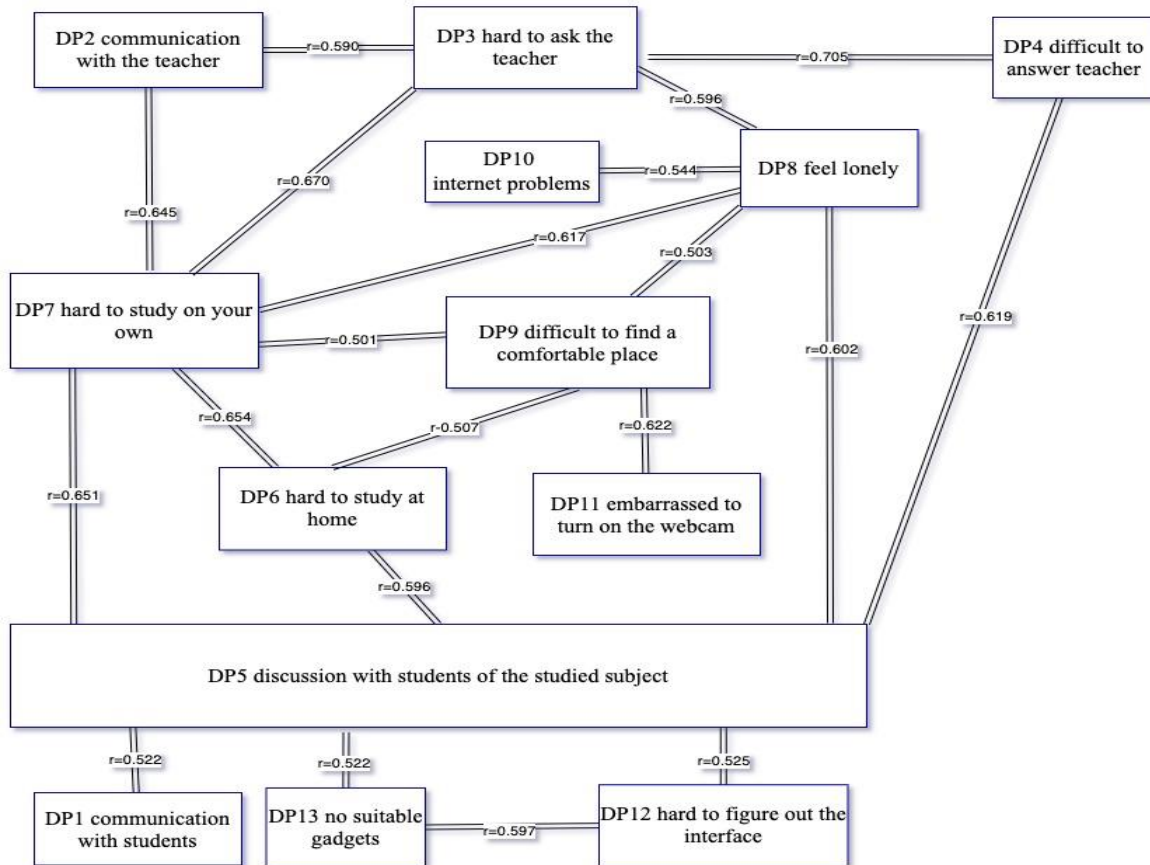 DP2 communication
with the teacher
r=0.590
DP3 hard to ask the
teacher
r=0.705
DP4 difficult to
answer teacher
r=0.596
DP10
internet problems
r=0.544
DP8 feel lonely
r=0.670
r=0.645
r=0.617
r=0.503
DP7 hard to study on your
own
r=0.501
DP9 difficult to find a
comfortable place
r=0.619
r=0.602
r=0.654
r-0.507
r=0.622
r=0.651
DP6 hard to study at
home
DP11 embarrassed to
turn on the webcam
r=0.596
DP5 discussion with students of the studied subject
r=0.522
r=0.522
r=0.525
DP1 communication
with students
DP13 no suitable
gadgets
r=0.597
DP12 hard to figure out the
interface